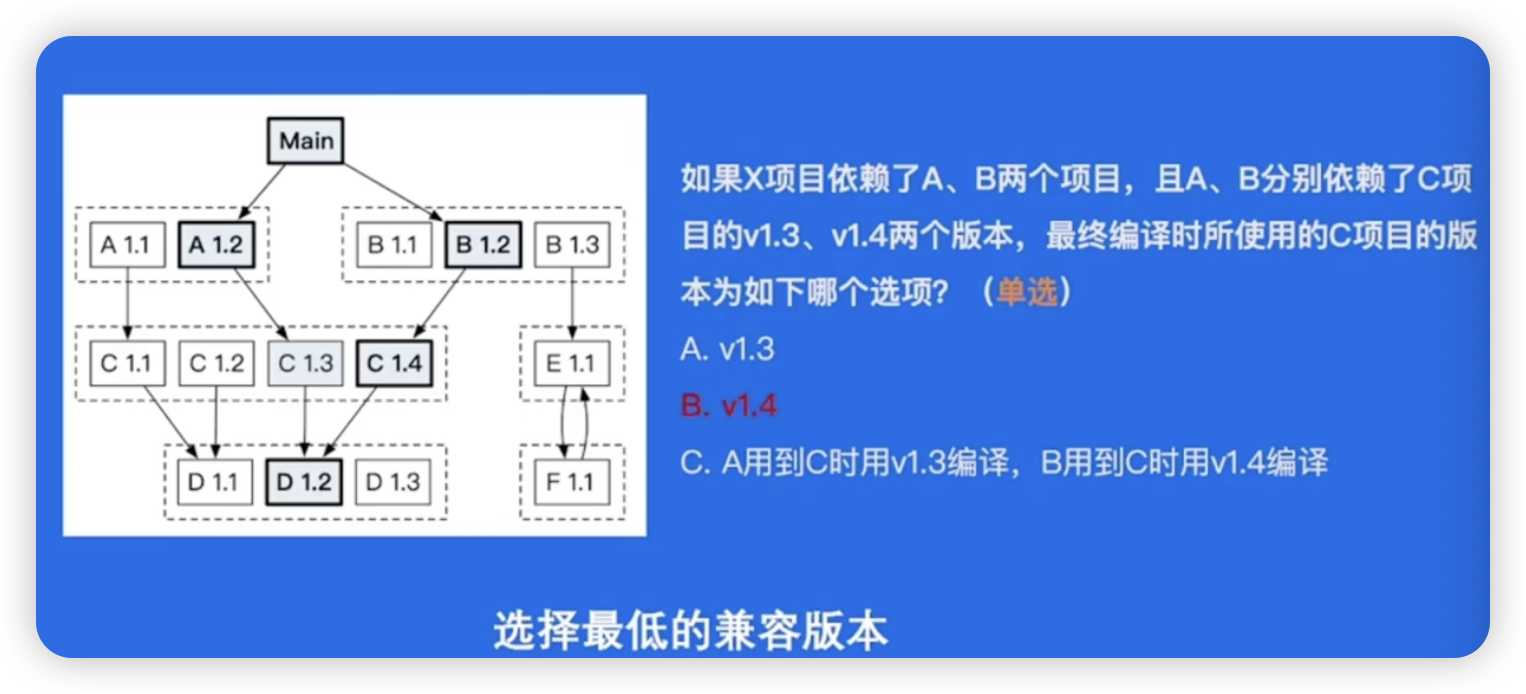 Main
A 1.1
A 1.2
B 1.1
B 1.2
B 1.3
C 1.1
C 1.2
C 1.3
C 1.4
E 1.1
D 1.1
D 1.2
D 1.3
F 1.1
如果X项目依赖了A、B两个项目，且A、B分别依赖了C项
目的v1.3、v1.4两个版本，最终编译时所使用的C项目的版
本为如下哪个选项？（单选）
A. v1.3
B. v1.4
C. A用到C时用v1.3编译，B用到C时用v1.4编译
选择最低的兼容版本